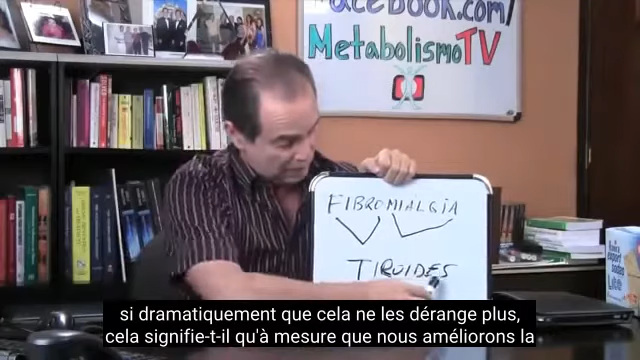 facebook.com/
MetabolismoTV
FIBROMIALGIA
TIROIDES
si dramatiquement que cela ne les dérange plus,
cela signifie-t-il qu'à mesure que nous améliorons la